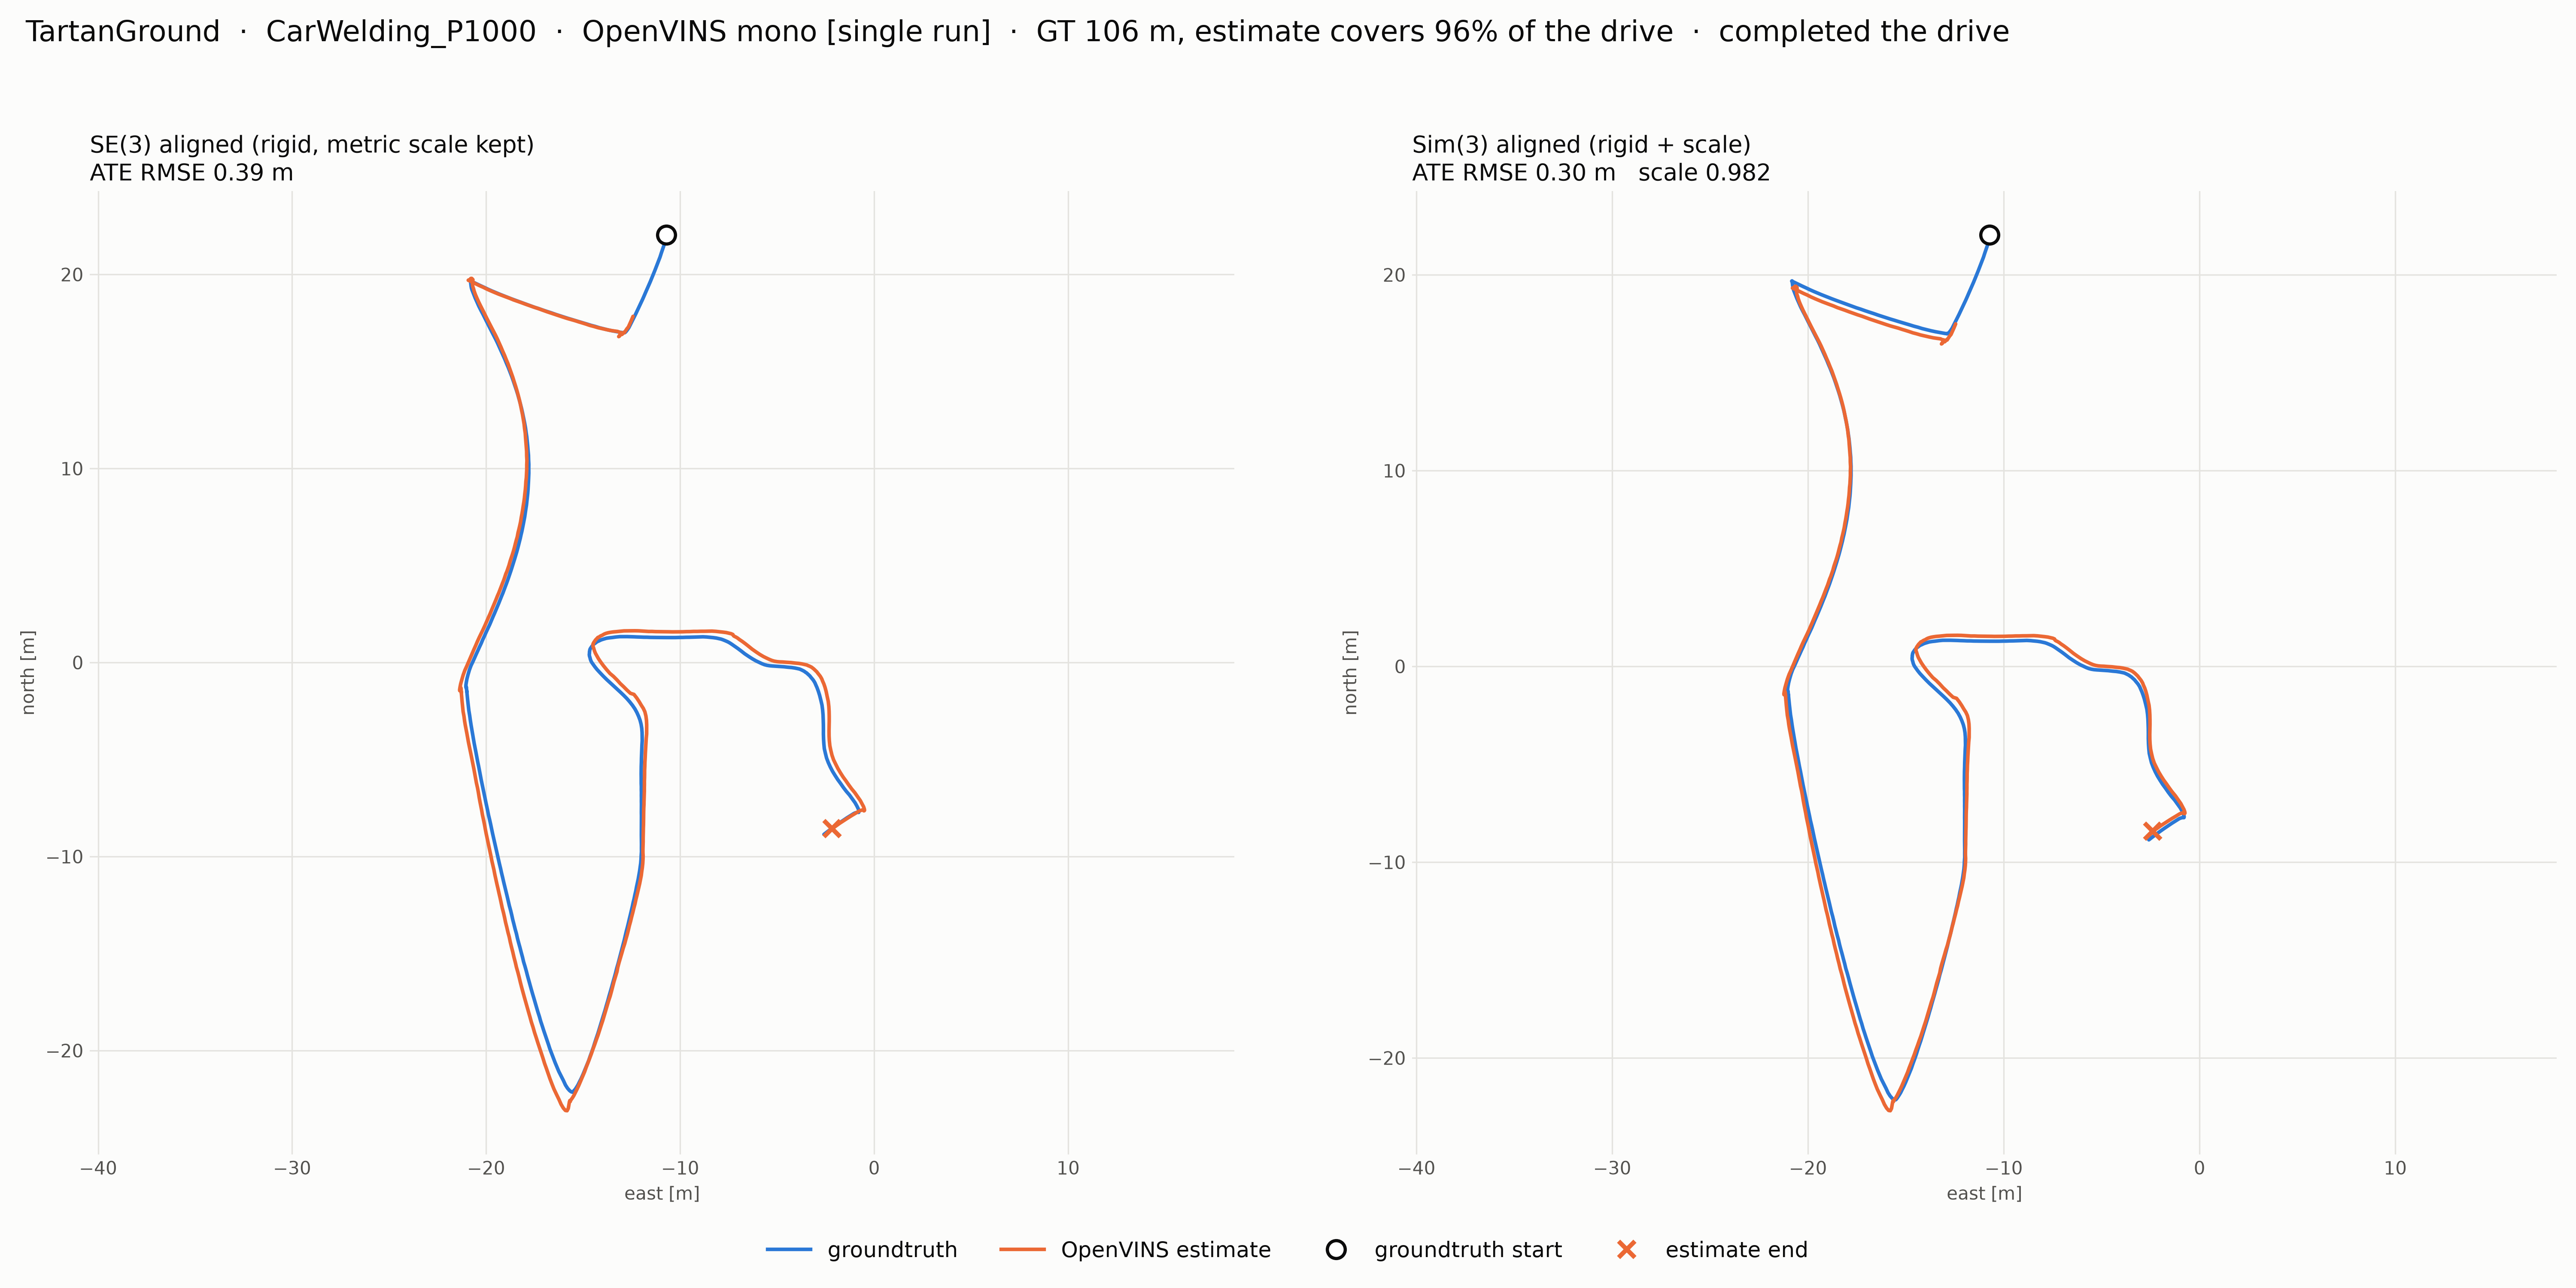 TartanGround · CarWelding_P1000 · OpenVINS mono [single run] · GT 106 m, estimate covers 96% of the drive · completed the drive
SE(3) aligned (rigid, metric scale kept)
ATE RMSE 0.39 m
20
10
0
−10
−20
north [m]
−40 −30 −20 −10 0 10
east [m]
Sim(3) aligned (rigid + scale)
ATE RMSE 0.30 m scale 0.982
20
10
0
−10
−20
north [m]
−40 −30 −20 −10 0 10
east [m]
groundtruth OpenVINS estimate groundtruth start estimate end